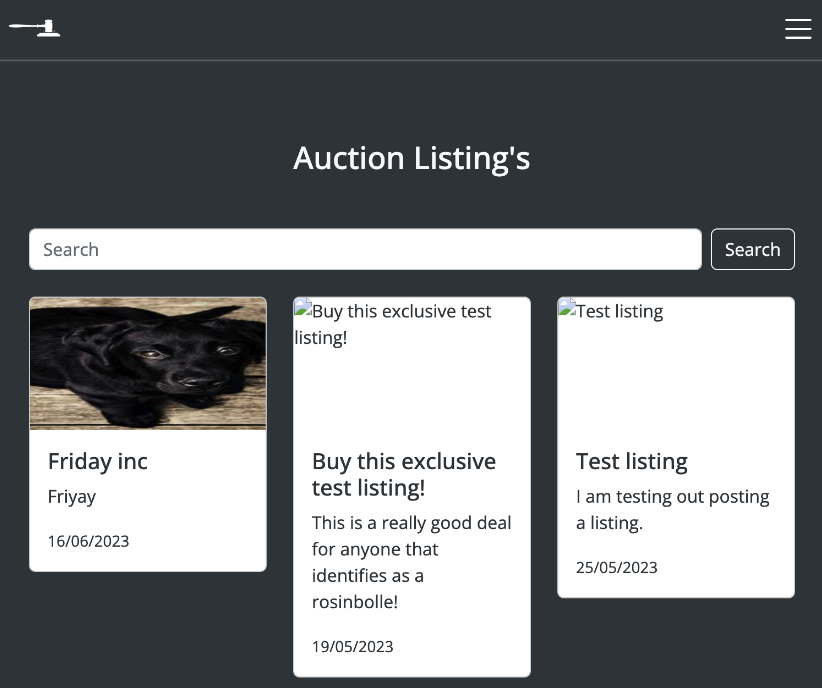 Auction Listing's
Search
Search
Friday inc
Friyay
16/06/2023
Buy this exclusive test
listing!
Buy this exclusive
test listing!
This is a really good deal
for anyone that
identifies as a
rosinbolle!
19/05/2023
Test listing
Test listing
I am testing out posting
a listing.
25/05/2023